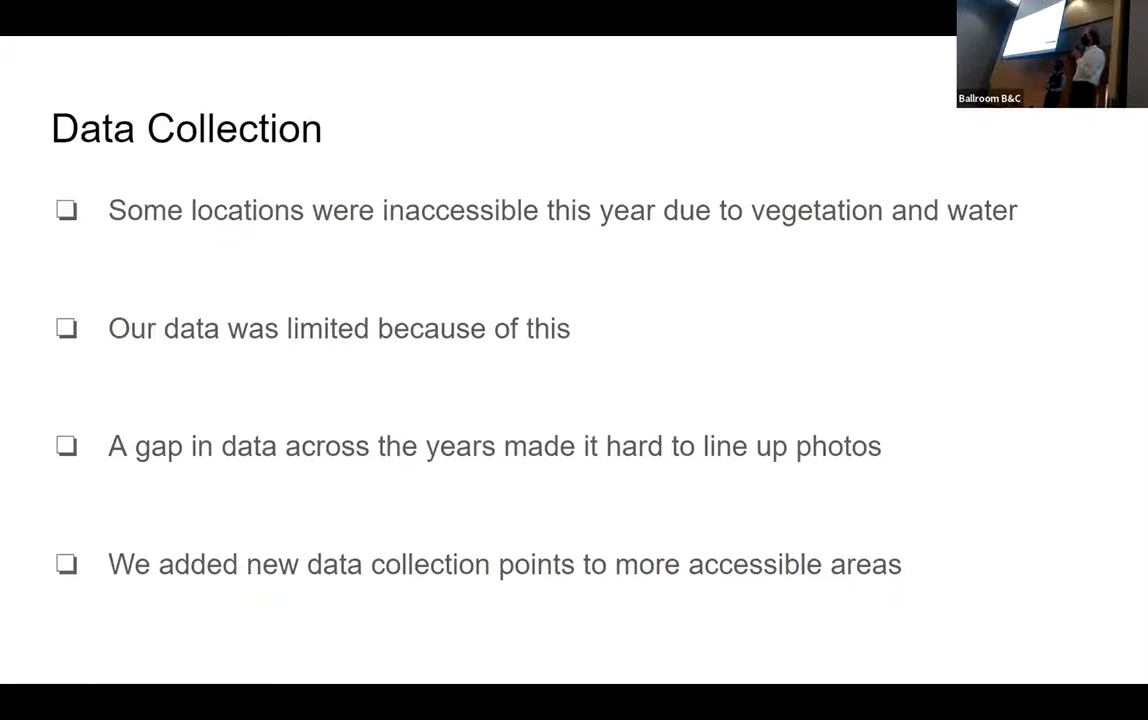 Ballroom B&C
Data Collection
Some locations were inaccessible this year due to vegetation and water
Our data was limited because of this
A gap in data across the years made it hard to line up photos
We added new data collection points to more accessible areas